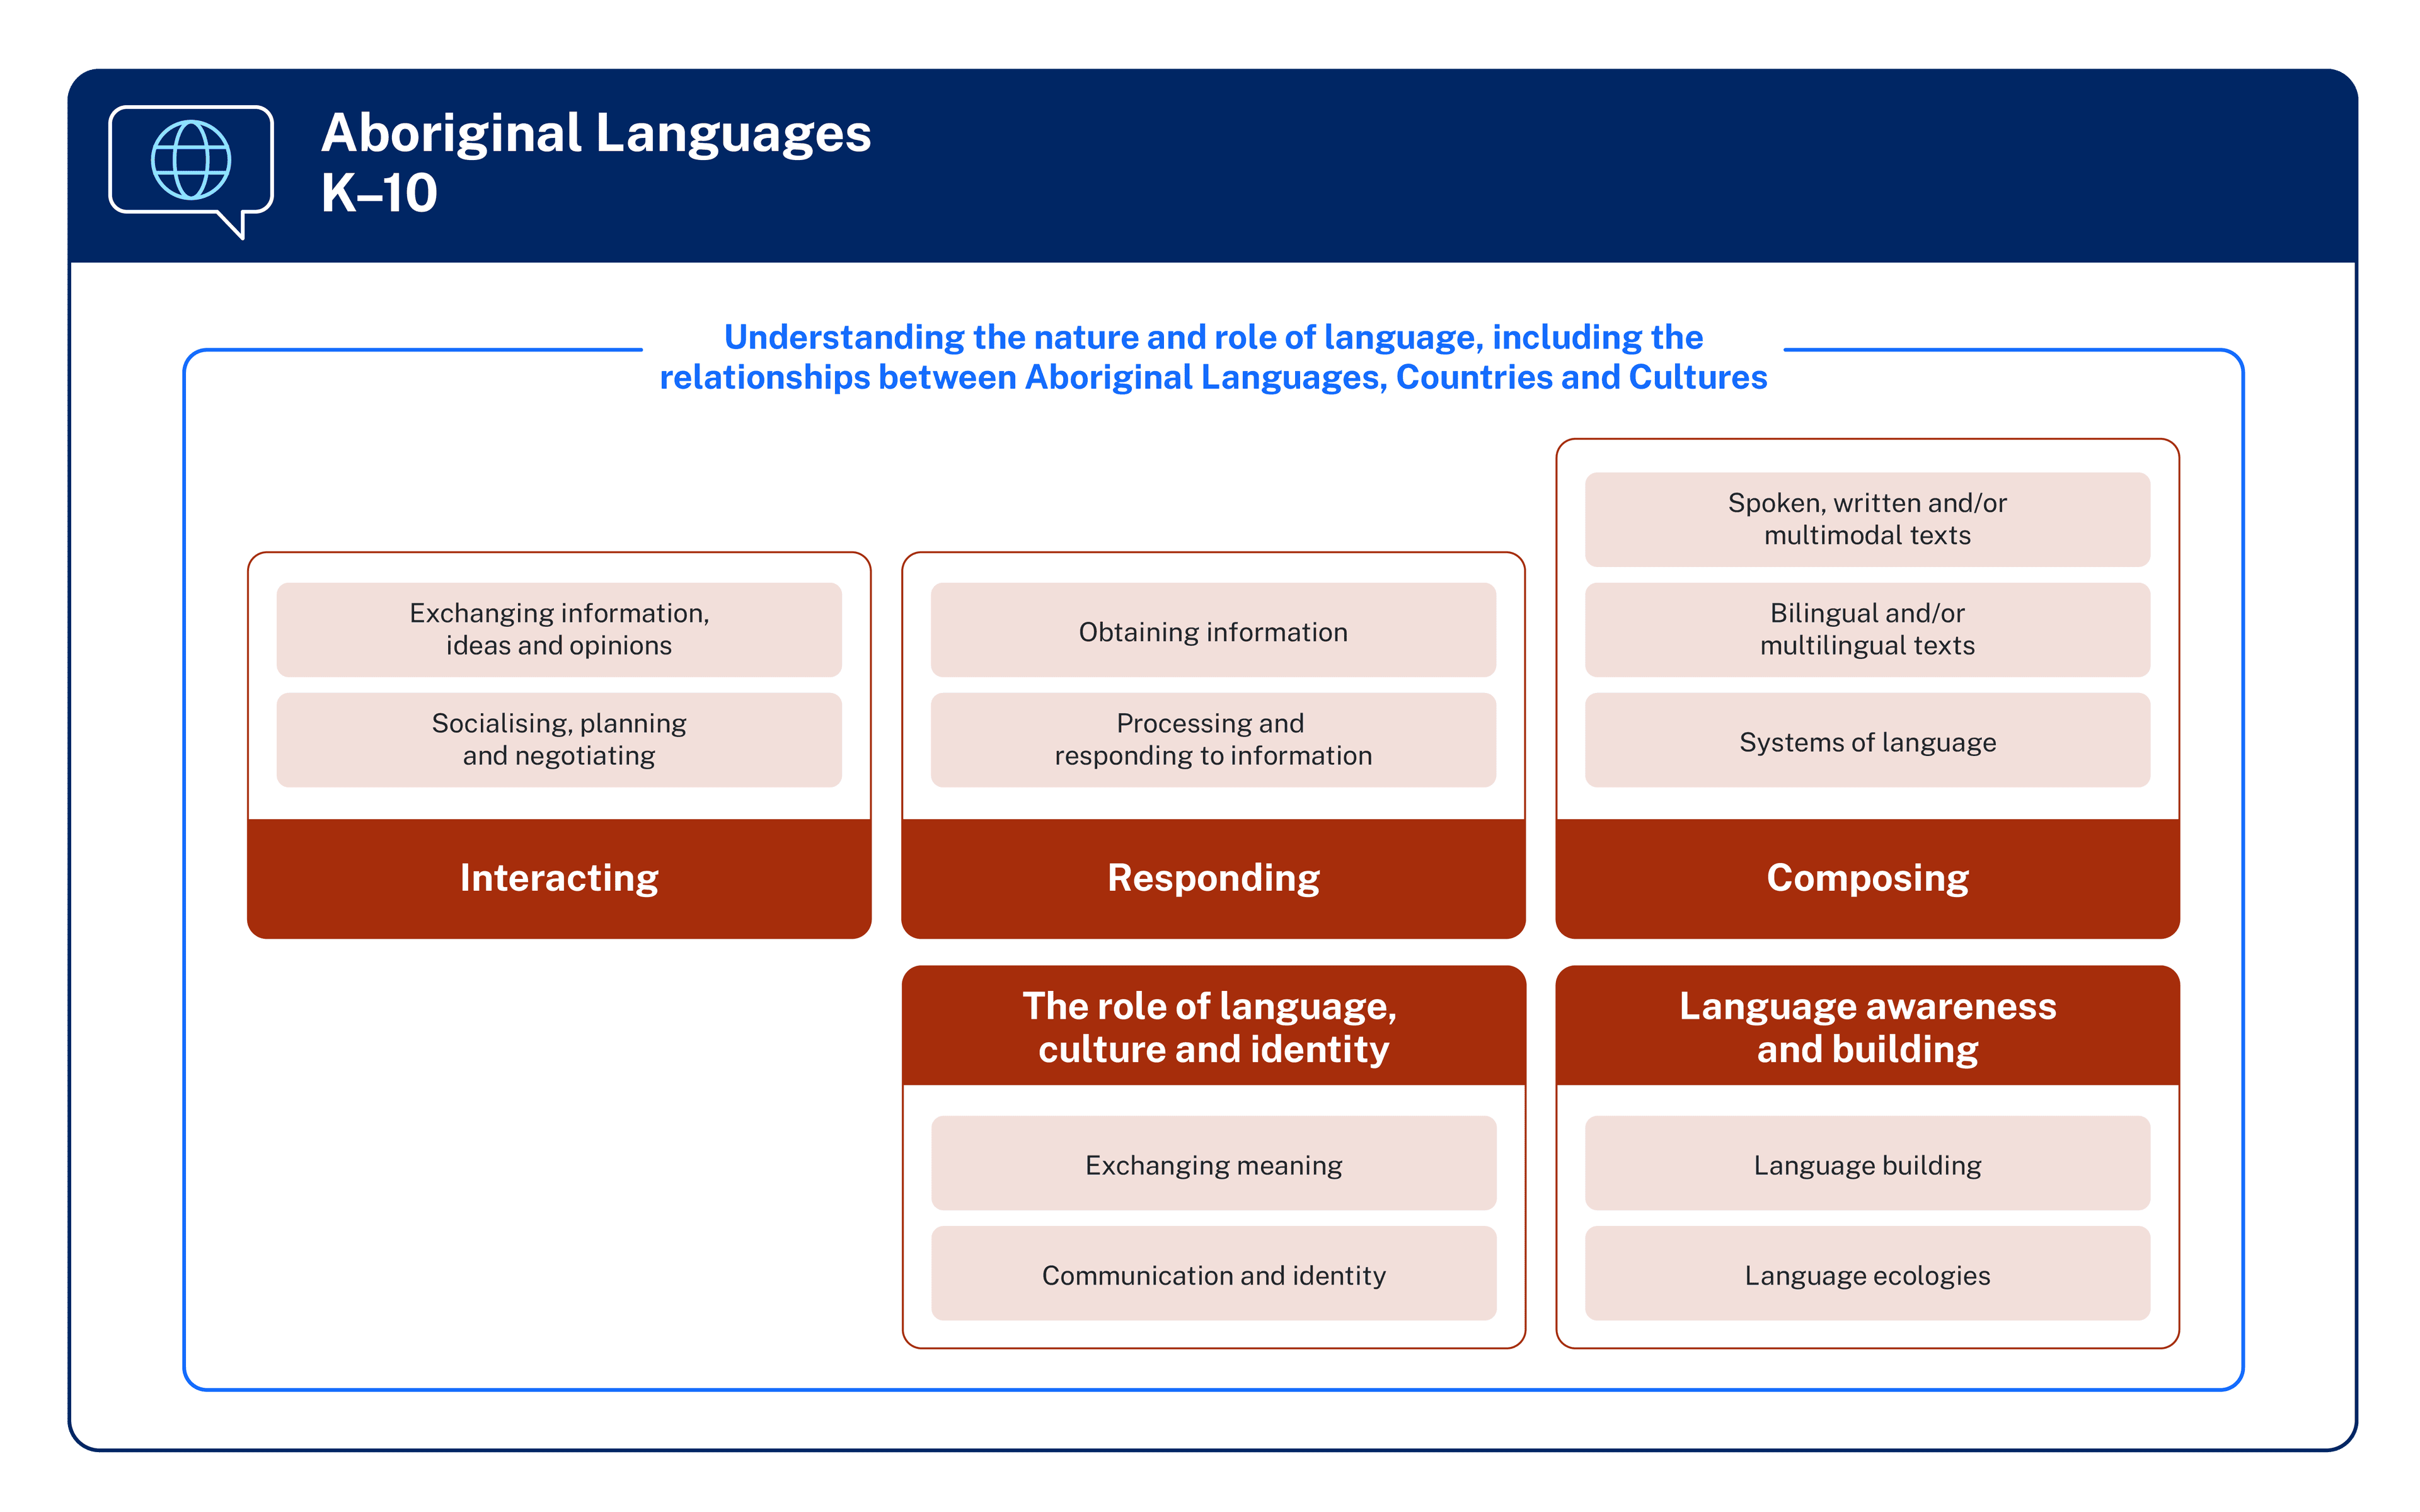 Aboriginal Languages
K–10
Understanding the nature and role of language, including the
relationships between Aboriginal Languages, Countries and Cultures
Exchanging information,
ideas and opinions
Socialising, planning
and negotiating
Interacting
Obtaining information
Processing and
responding to information
Responding
Spoken, written and/or
multimodal texts
Bilingual and/or
multilingual texts
Systems of language
Composing
The role of language,
culture and identity
Exchanging meaning
Communication and identity
Language awareness
and building
Language building
Language ecologies